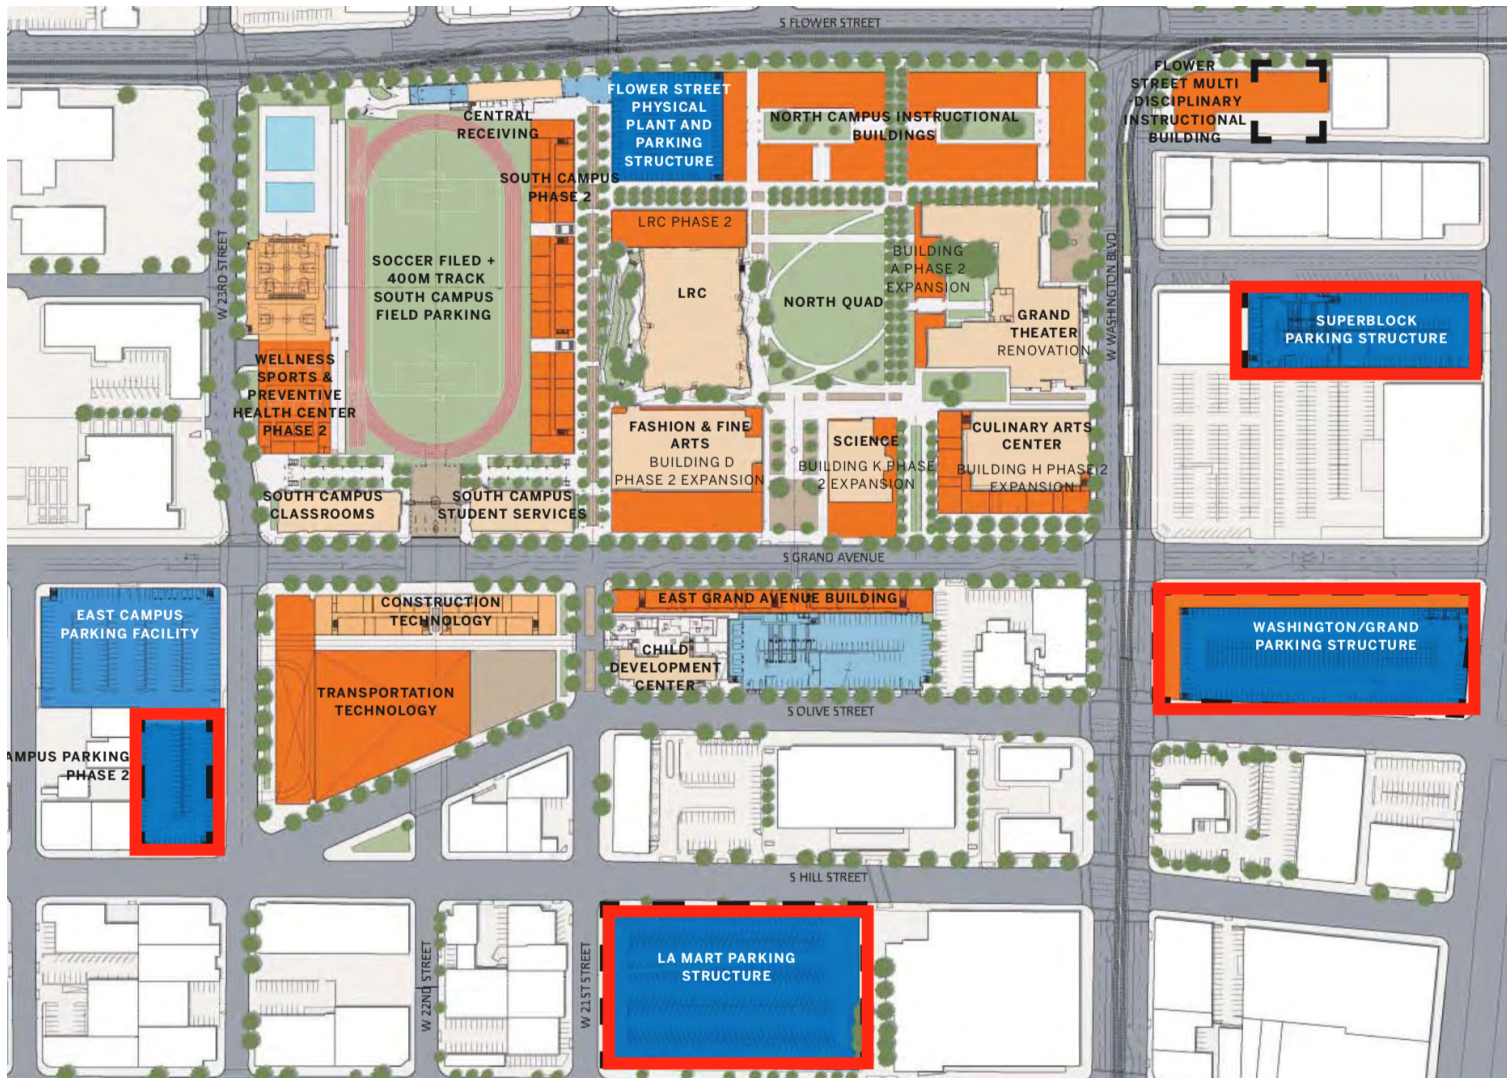 S FLOWER STREET
FLOWER
STREET MULTI
-DISCIPLINARY
INSTRUCTIONAL
BUILDING
FLOWER STREET
PHYSICAL
PLANT AND
PARKING
STRUCTURE
CENTRAL
RECEIVING
NORTH CAMPUS INSTRUCTIONAL
BUILDINGS
SOUTH CAMPUS
PHASE 2
LRC PHASE 2
W 23RD STREET
SOCCER FILED +
400M TRACK
SOUTH CAMPUS
FIELD PARKING
LRC
NORTH QUAD
BUILDING
A PHASE 2
EXPANSION
GRAND
THEATER
RENOVATION
W WASHINGTON BLVD
SUPERBLOCK
PARKING STRUCTURE
WELLNESS
SPORTS &
PREVENTIVE
HEALTH CENTER
PHASE 2
FASHION & FINE
ARTS
BUILDING D
PHASE 2 EXPANSION
SCIENCE
BUILDING K PHASE
2 EXPANSION
CULINARY ARTS
CENTER
BUILDING H PHASE 2
EXPANSION
SOUTH CAMPUS
CLASSROOMS
SOUTH CAMPUS
STUDENT SERVICES
S GRAND AVENUE
EAST CAMPUS
PARKING FACILITY
CONSTRUCTION
TECHNOLOGY
EAST GRAND AVENUE BUILDING
WASHINGTON/GRAND
PARKING STRUCTURE
CHILD
DEVELOPMENT
CENTER
TRANSPORTATION
TECHNOLOGY
S OLIVE STREET
AMPUS PARKING
PHASE 2
S HILL STREET
W 22ND STREET
W 21ST STREET
LA MART PARKING
STRUCTURE